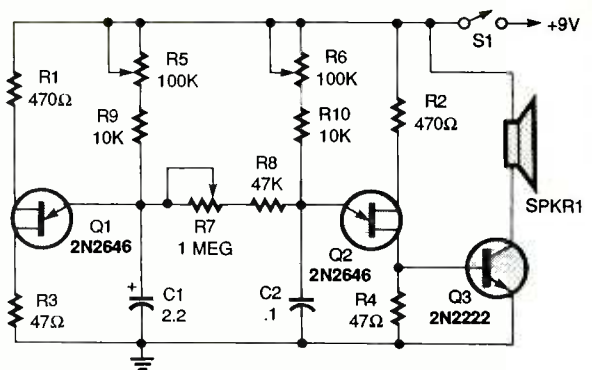 S1
+9V
R1
470Ω
R5
100K
R9
10K
R6
100K
R10
10K
R2
470Ω
R8
47K
R7
1 MEG
SPKR1
Q1
2N2646
Q2
2N2646
Q3
2N2222
R3
47Ω
+
C1
2.2
C2
.1
R4
47Ω